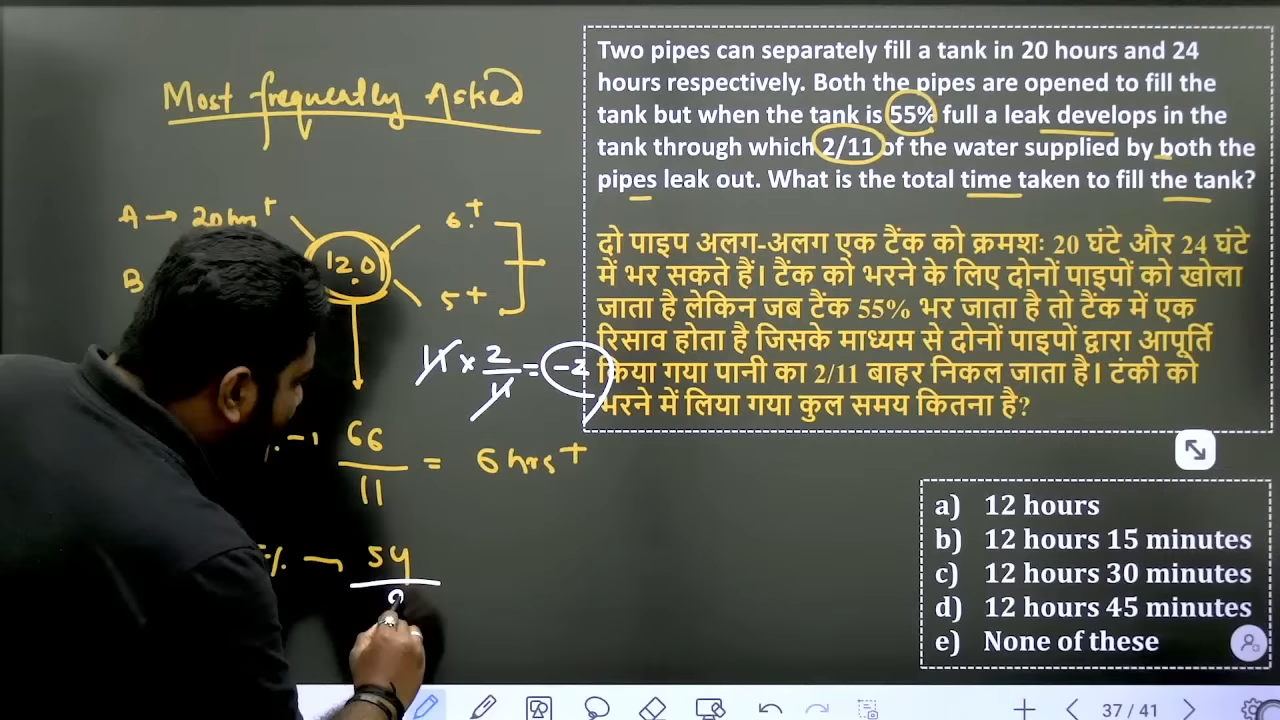 Most frequently Asked
A → 20 hrs +
B
120
6 +
5 +
11 × 2/11 = -2
66/11 = 6 hrs +
% → 54
Two pipes can separately fill a tank in 20 hours and 24
hours respectively. Both the pipes are opened to fill the
tank but when the tank is 55% full a leak develops in the
tank through which 2/11 of the water supplied by both the
pipes leak out. What is the total time taken to fill the tank?
दो पाइप अलग-अलग एक टैंक को क्रमशः 20 घंटे और 24 घंटे
में भर सकते हैं। टैंक को भरने के लिए दोनों पाइपों को खोला
जाता है लेकिन जब टैंक 55% भर जाता है तो टैंक में एक
रिसाव होता है जिसके माध्यम से दोनों पाइपों द्वारा आपूर्ति
किया गया पानी का 2/11 बाहर निकल जाता है। टंकी को
भरने में लिया गया कुल समय कितना है?
a) 12 hours
b) 12 hours 15 minutes
c) 12 hours 30 minutes
d) 12 hours 45 minutes
e) None of these
37 / 41